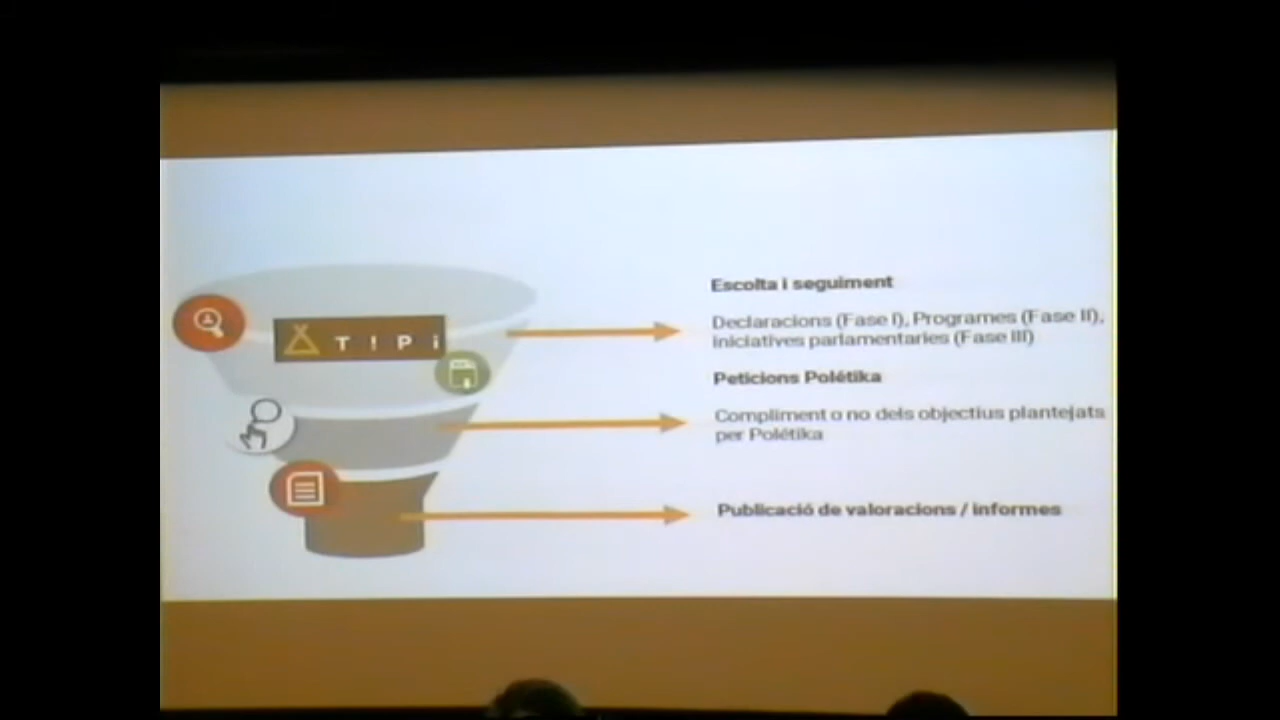 T ! P i
Escolta i seguiment
Declaracions (Fase I), Programes (Fase II),
iniciatives parlamentaries (Fase III)
Peticions Polétika
Compliment o no dels objectius plantejats
per Polétika
Publicació de valoracions / informes